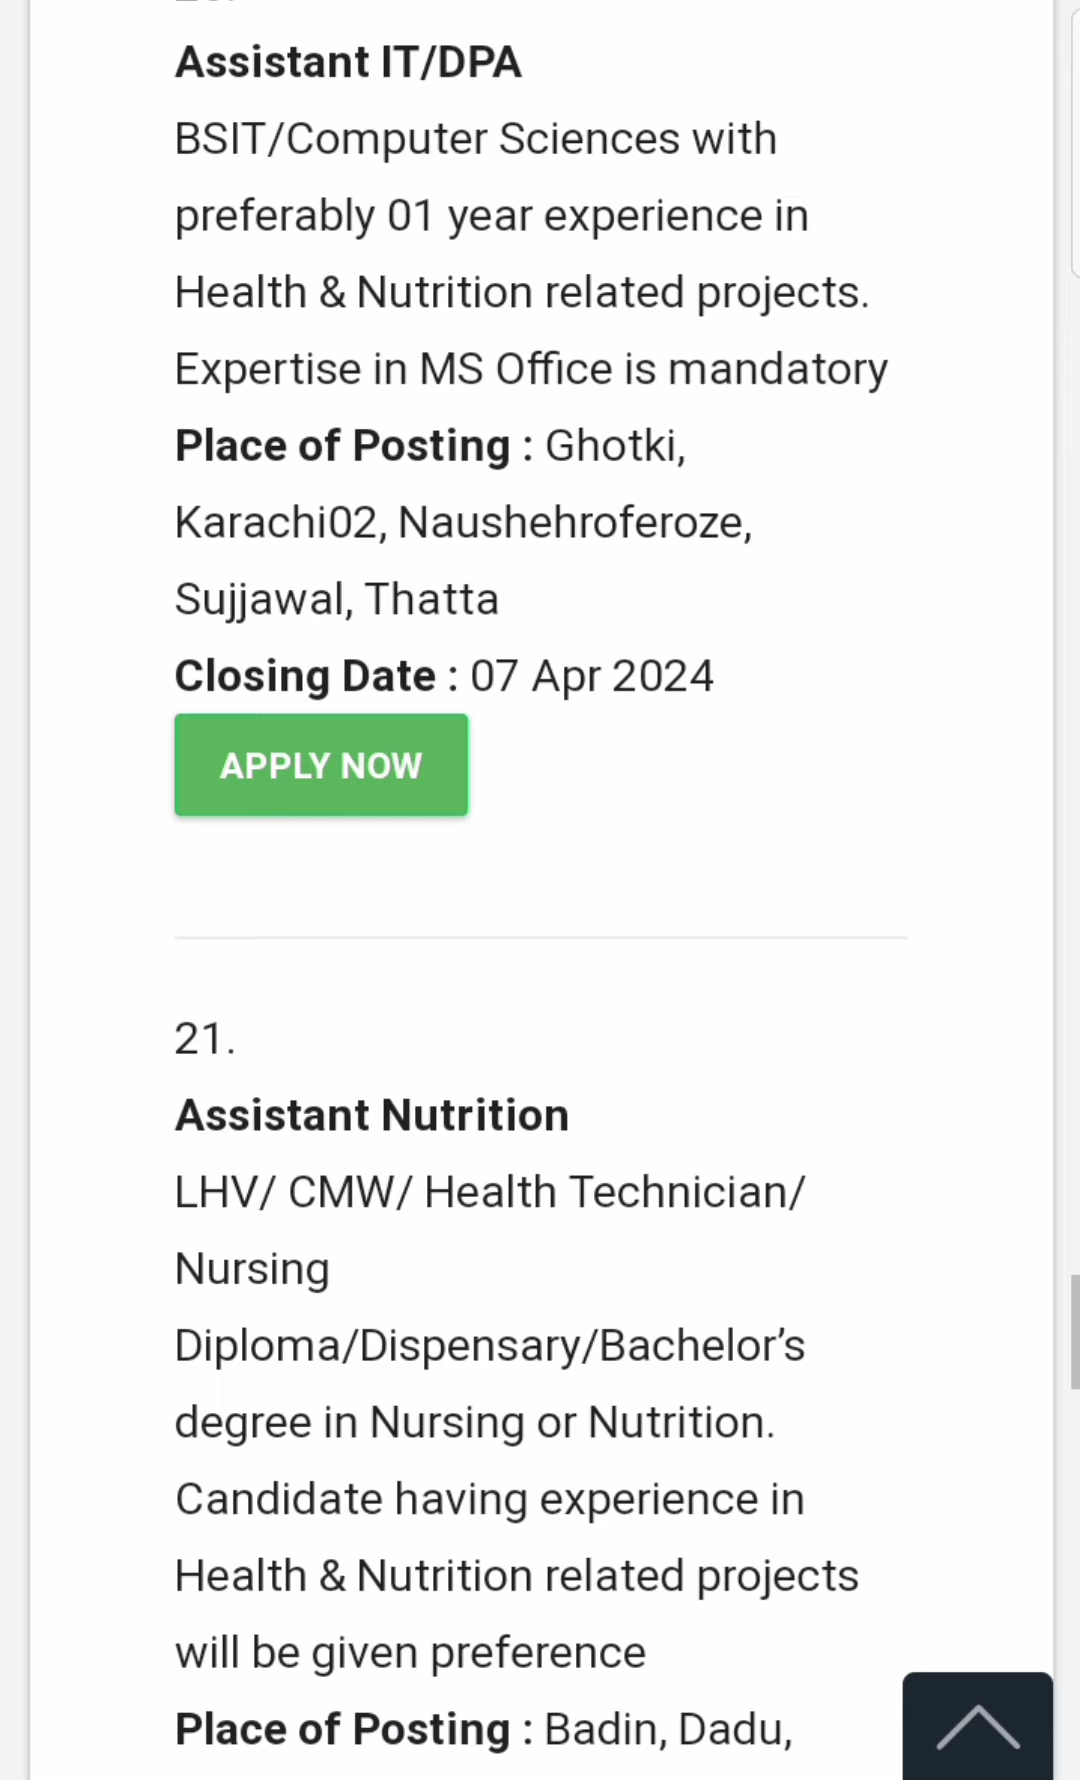 Assistant IT/DPA
BSIT/Computer Sciences with
preferably 01 year experience in
Health & Nutrition related projects.
Expertise in MS Office is mandatory
Place of Posting : Ghotki,
Karachi02, Naushehroferoze,
Sujjawal, Thatta
Closing Date : 07 Apr 2024
APPLY NOW
21.
Assistant Nutrition
LHV/ CMW/ Health Technician/
Nursing
Diploma/Dispensary/Bachelor’s
degree in Nursing or Nutrition.
Candidate having experience in
Health & Nutrition related projects
will be given preference
Place of Posting : Badin, Dadu,